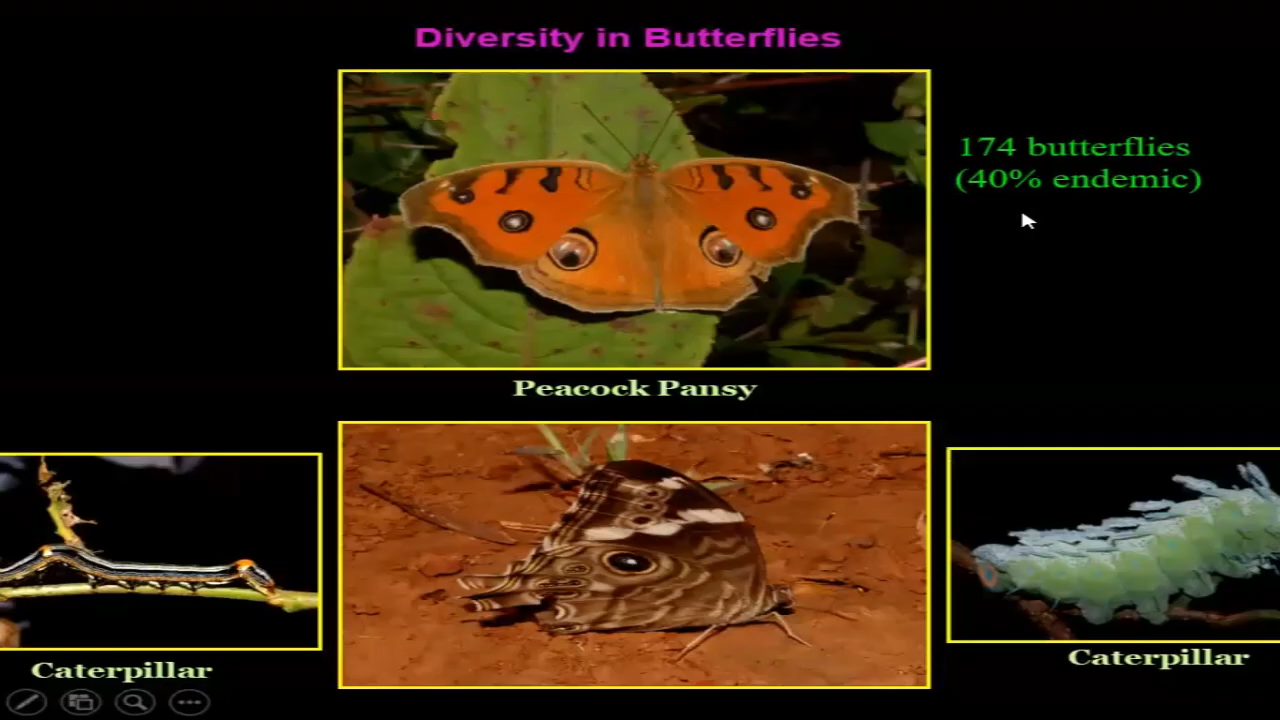 Diversity in Butterflies
174 butterflies
(40% endemic)
Peacock Pansy
Caterpillar
Caterpillar